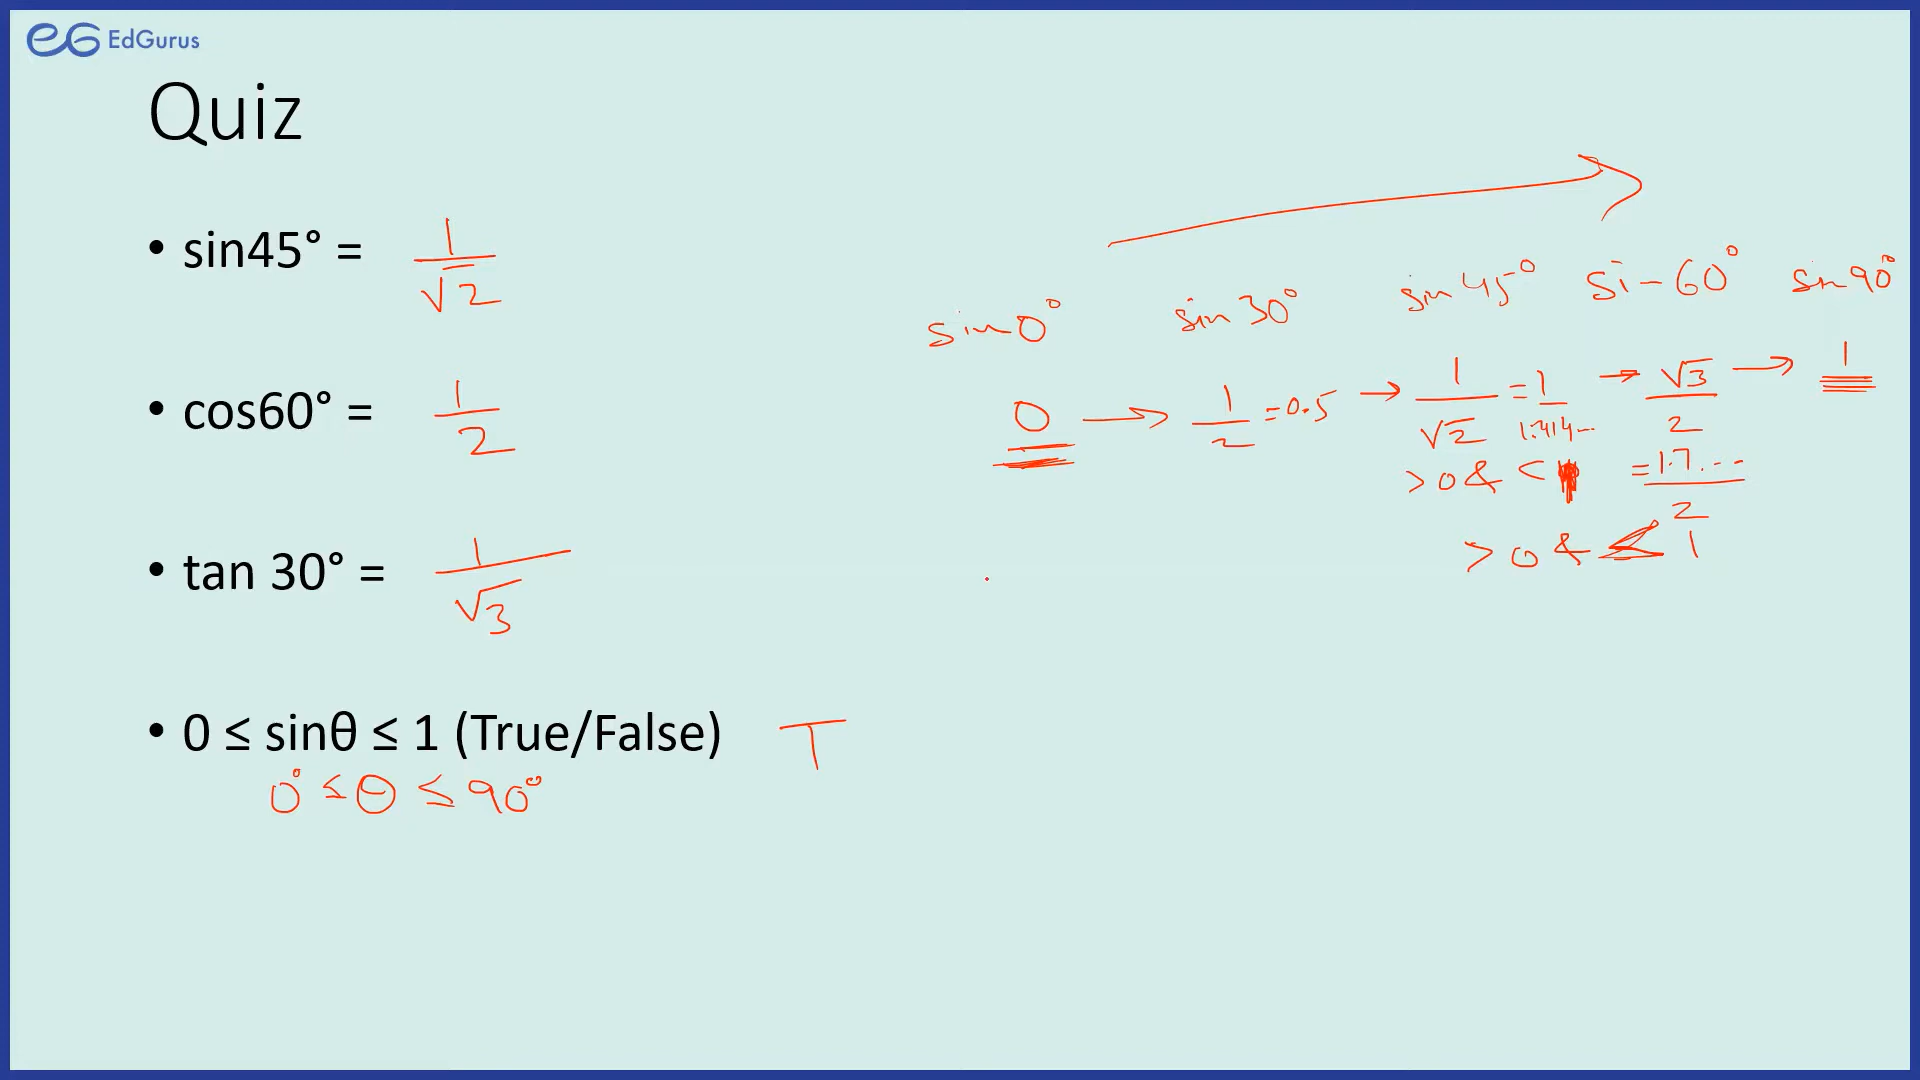 EG EdGurus
Quiz
• sin45° = 1/√2
• cos60° = 1/2
• tan 30° = 1/√3
• 0 ≤ sinθ ≤ 1 (True/False) T
0° ≤ θ ≤ 90°
sin 0° sin 30° sin 45° si-60° sin 90°
0 → 1/2 = 0.5 → 1/√2 = 1/1.414... → √3/2 → 1
> 0 & <
= 1.7.../2
> 0 & < 1